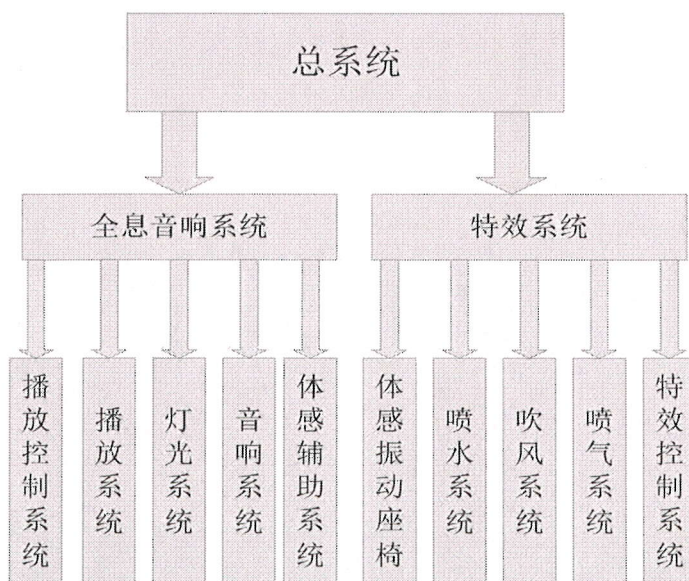 总系统
全息音响系统
特效系统
播放控制系统
播放系统
灯光系统
音响系统
体感辅助系统
体感振动座椅
喷水系统
吹风系统
喷气系统
特效控制系统